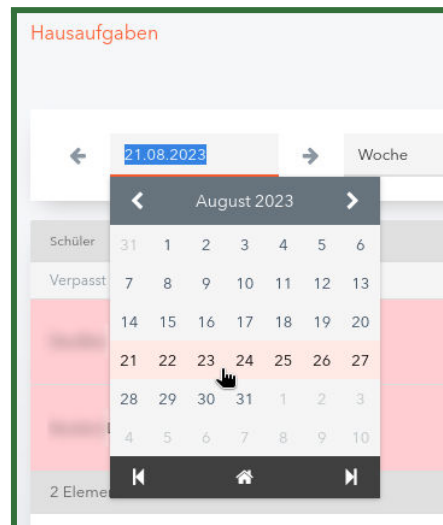 Hausaufgaben
21.08.2023 Woche
August 2023
Schüler 31 1 2 3 4 5 6
Verpasst 7 8 9 10 11 12 13
14 15 16 17 18 19 20
21 22 23 24 25 26 27
28 29 30 31 1 2 3
4 5 6 7 8 9 10
2